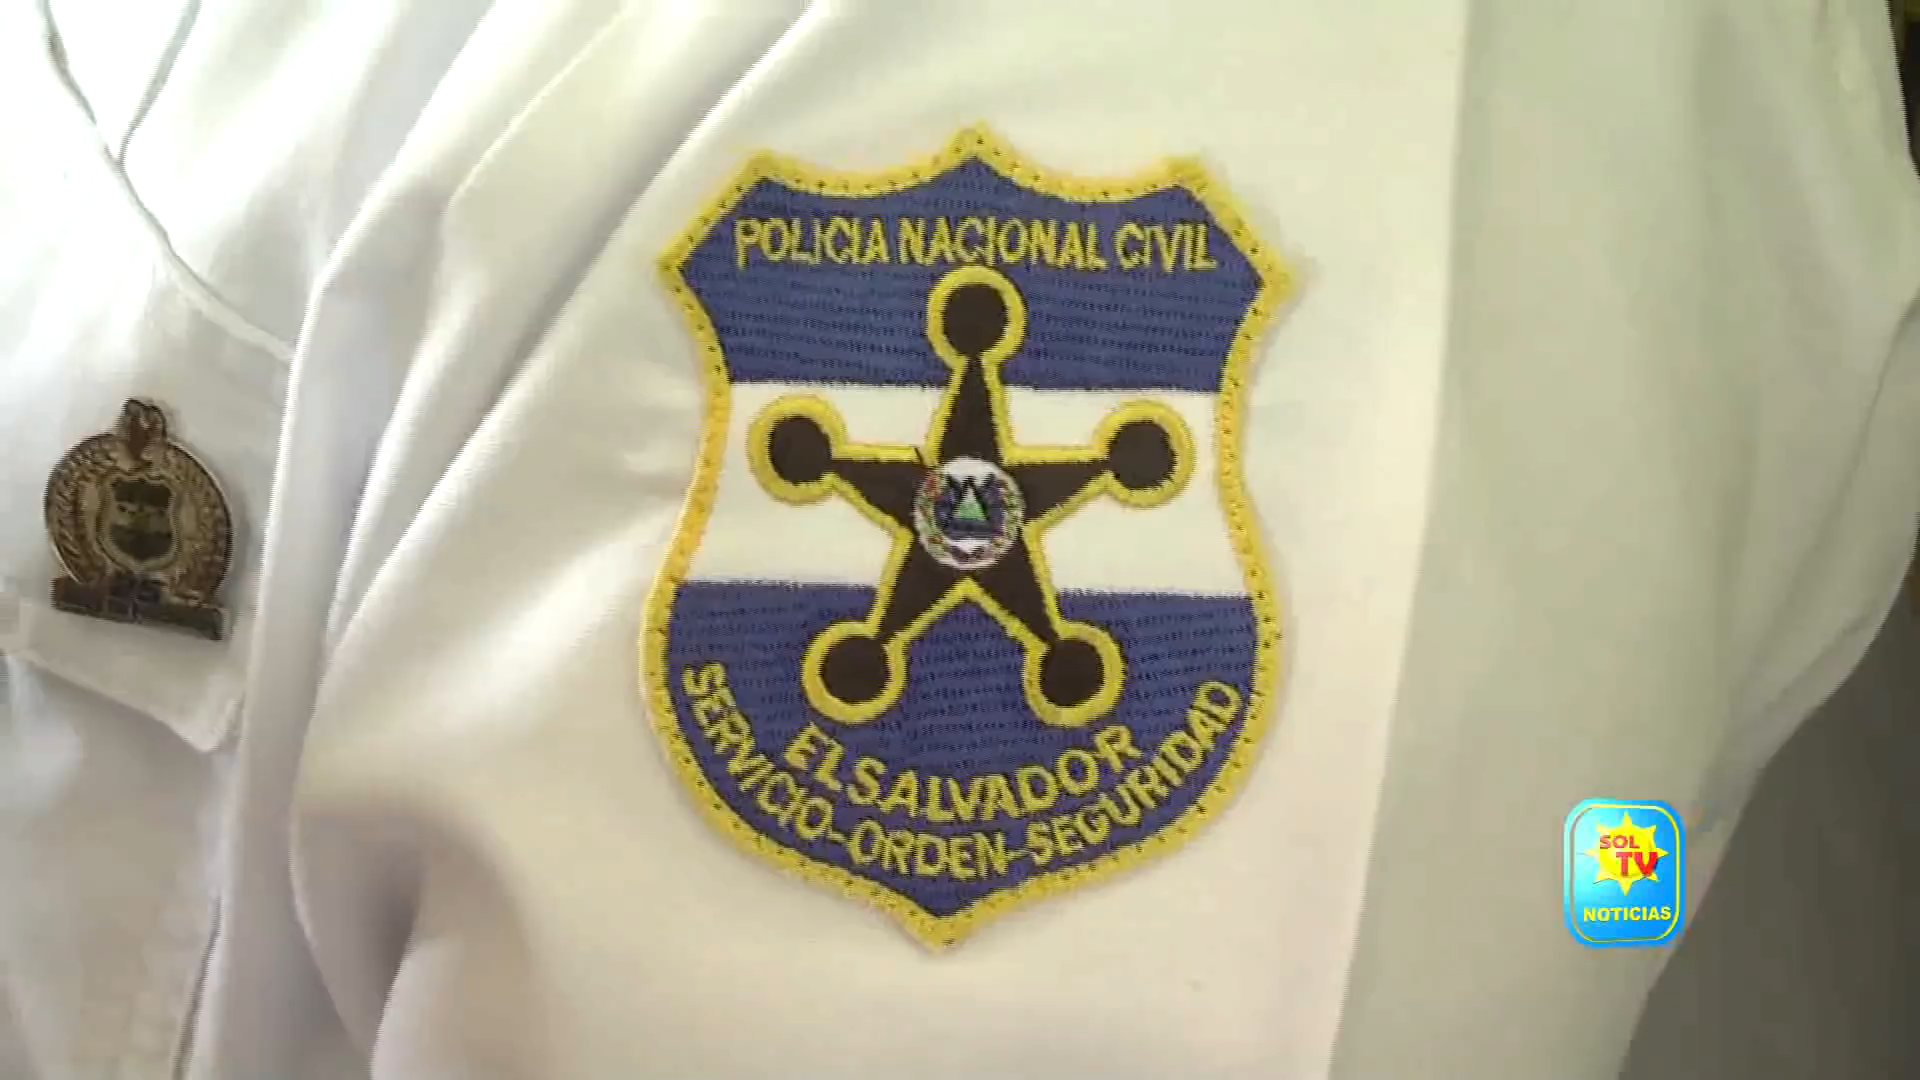 POLICIA NACIONAL CIVIL
EL SALVADOR
SERVICIO-ORDEN-SEGURIDAD
SOL
TV
NOTICIAS